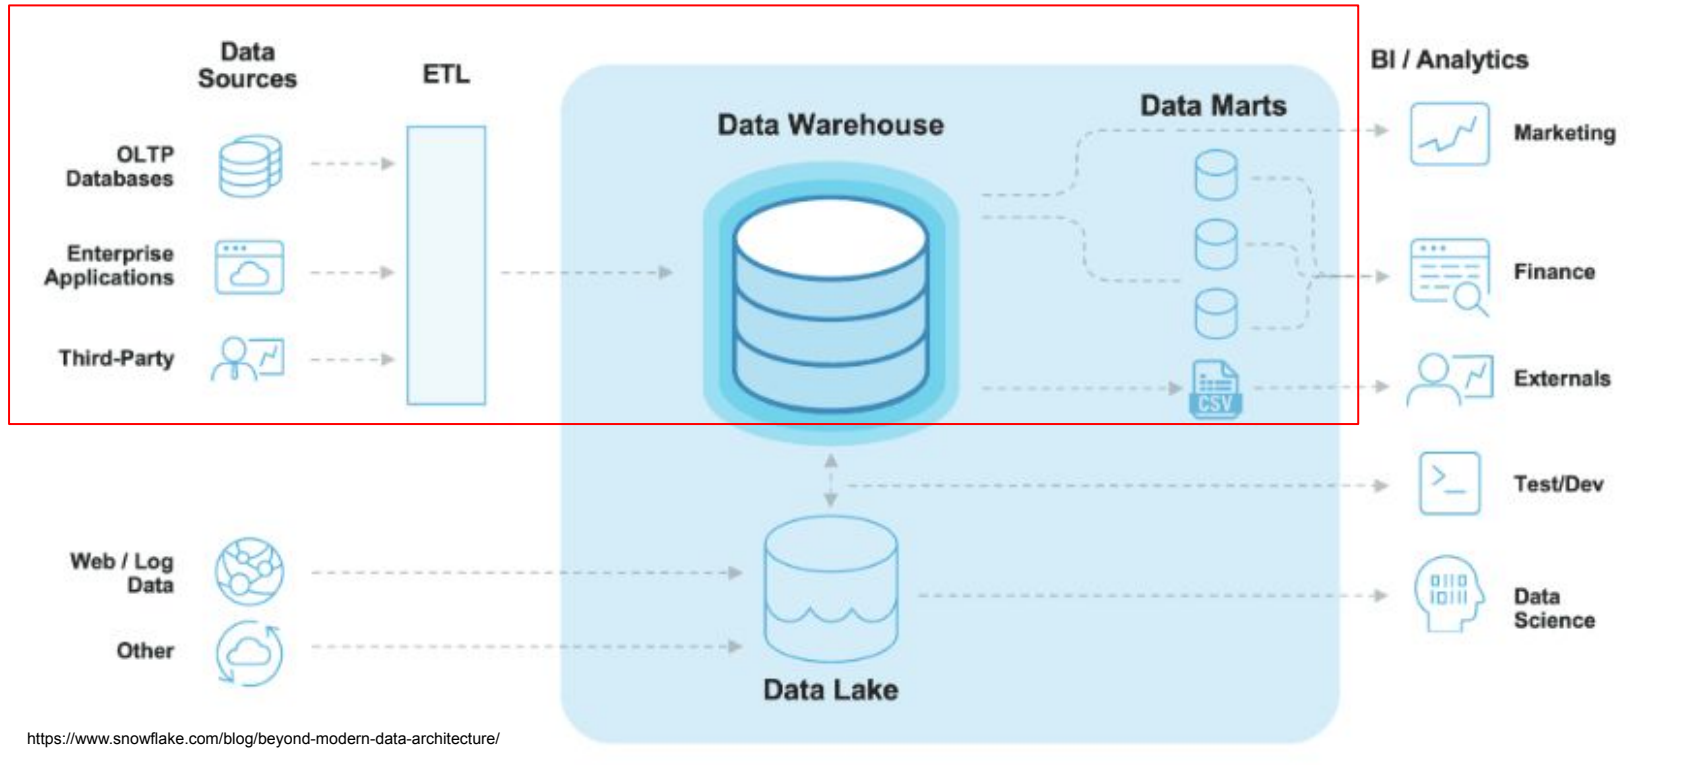 Data
Sources
ETL
Data Warehouse
Data Marts
BI / Analytics
OLTP
Databases
Enterprise
Applications
Third-Party
CSV
Marketing
Finance
Externals
Test/Dev
Web / Log
Data
Other
Data Lake
0110
10111
Data
Science
https://www.snowflake.com/blog/beyond-modern-data-architecture/